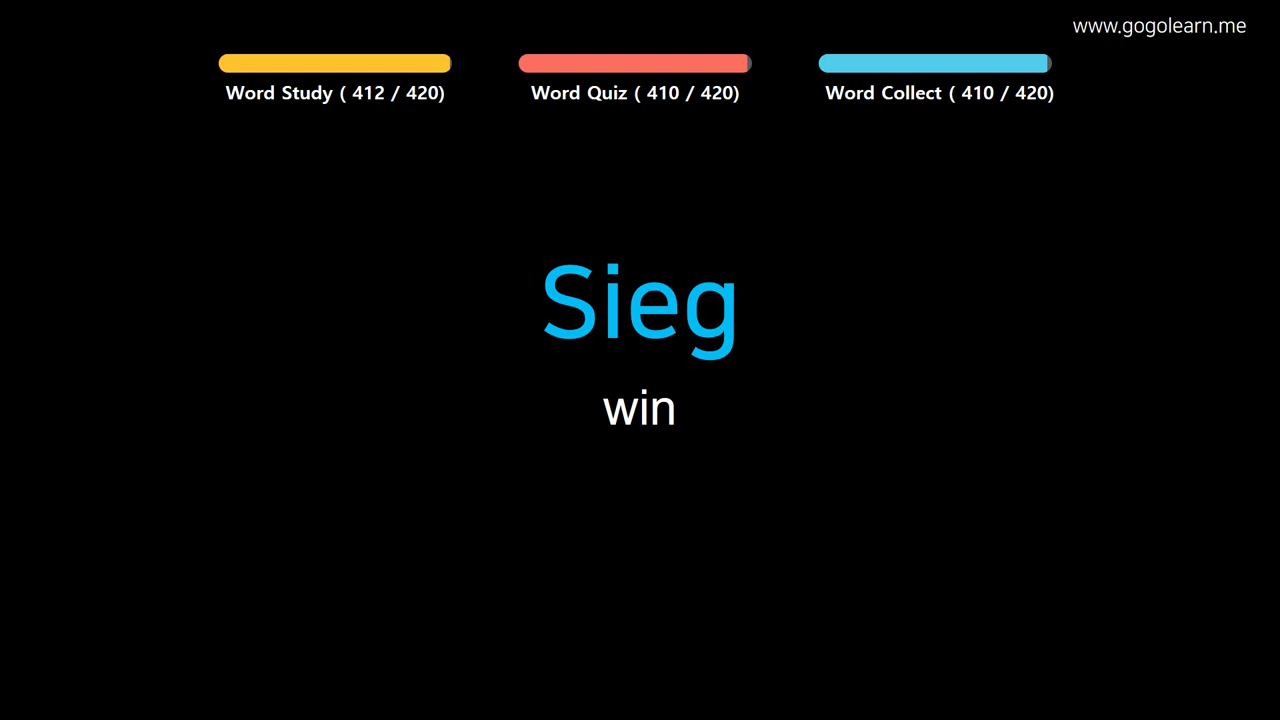 www.gogolearn.me
Word Study ( 412 / 420)
Word Quiz ( 410 / 420)
Word Collect ( 410 / 420)
Sieg
win